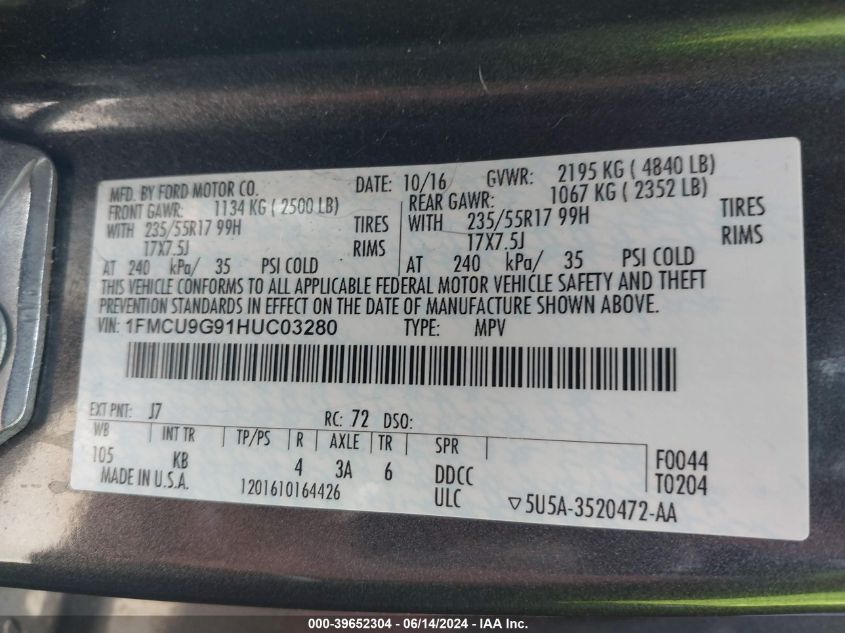 MFD. BY FORD MOTOR CO. DATE: 10/16 GVWR: 2195 KG ( 4840 LB)
FRONT GAWR: 1134 KG ( 2500 LB) REAR GAWR: 1067 KG ( 2352 LB)
WITH 235/55R17 99H TIRES WITH 235/55R17 99H TIRES
17X7.5J RIMS 17X7.5J RIMS
AT 240 kPa/ 35 PSI COLD AT 240 kPa/ 35 PSI COLD
THIS VEHICLE CONFORMS TO ALL APPLICABLE FEDERAL MOTOR VEHICLE SAFETY AND THEFT
PREVENTION STANDARDS IN EFFECT ON THE DATE OF MANUFACTURE SHOWN ABOVE.
VIN: 1FMCU9G91HUC03280 TYPE: MPV
EXT PNT: J7 RC: 72 DSO:
WB INT TR TP/PS R AXLE TR SPR
105 KB 4 3A 6 DDCC F0044
MADE IN U.S.A. 1201610164426 ULC T0204
▽5U5A-3520472-AA
000-39652304 - 06/14/2024 - IAA Inc.